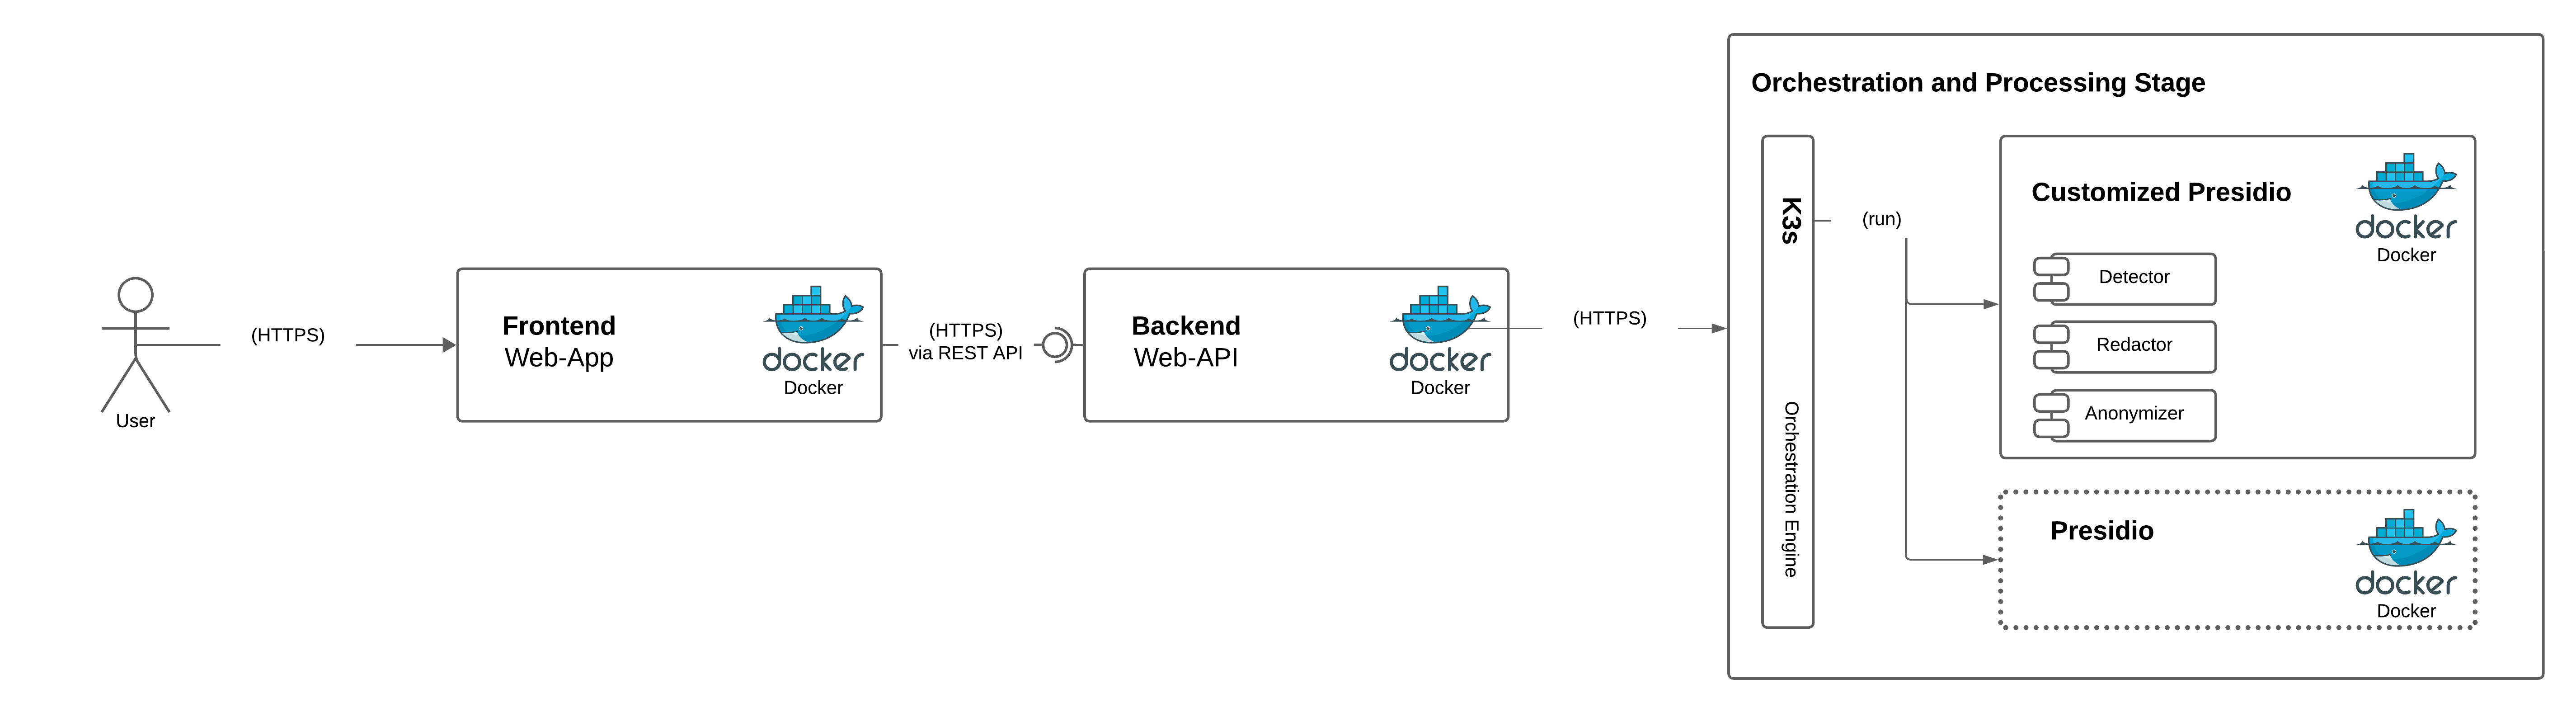 User
(HTTPS)
Frontend
Web-App
docker
Docker
(HTTPS)
via REST API
Backend
Web-API
docker
Docker
(HTTPS)
Orchestration and Processing Stage
K3s
Orchestration Engine
(run)
Customized Presidio
docker
Docker
Detector
Redactor
Anonymizer
Presidio
docker
Docker